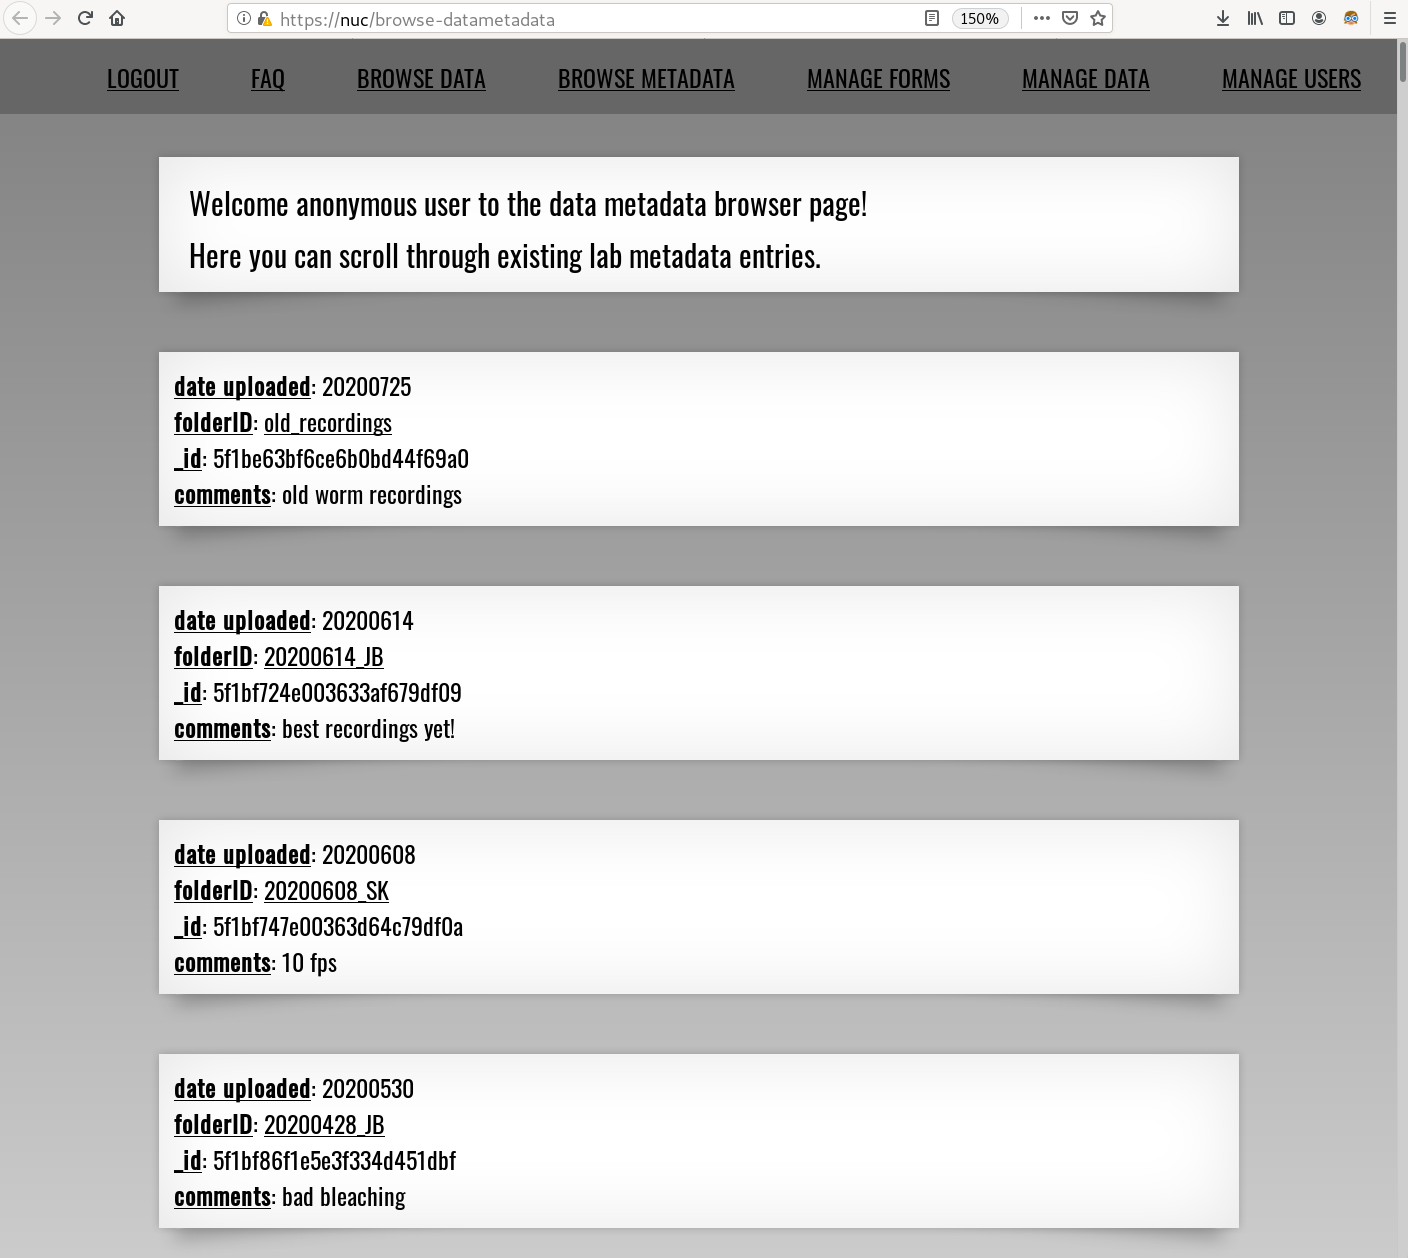 https://nuc/browse-datametadata
150%
LOGOUT FAQ BROWSE DATA BROWSE METADATA MANAGE FORMS MANAGE DATA MANAGE USERS
Welcome anonymous user to the data metadata browser page!
Here you can scroll through existing lab metadata entries.
date uploaded: 20200725
folderID: old_recordings
_id: 5f1be63bf6ce6b0bd44f69a0
comments: old worm recordings
date uploaded: 20200614
folderID: 20200614_JB
_id: 5f1bf724e003633af679df09
comments: best recordings yet!
date uploaded: 20200608
folderID: 20200608_SK
_id: 5f1bf747e00363d64c79df0a
comments: 10 fps
date uploaded: 20200530
folderID: 20200428_JB
_id: 5f1bf86f1e5e3f334d451dbf
comments: bad bleaching